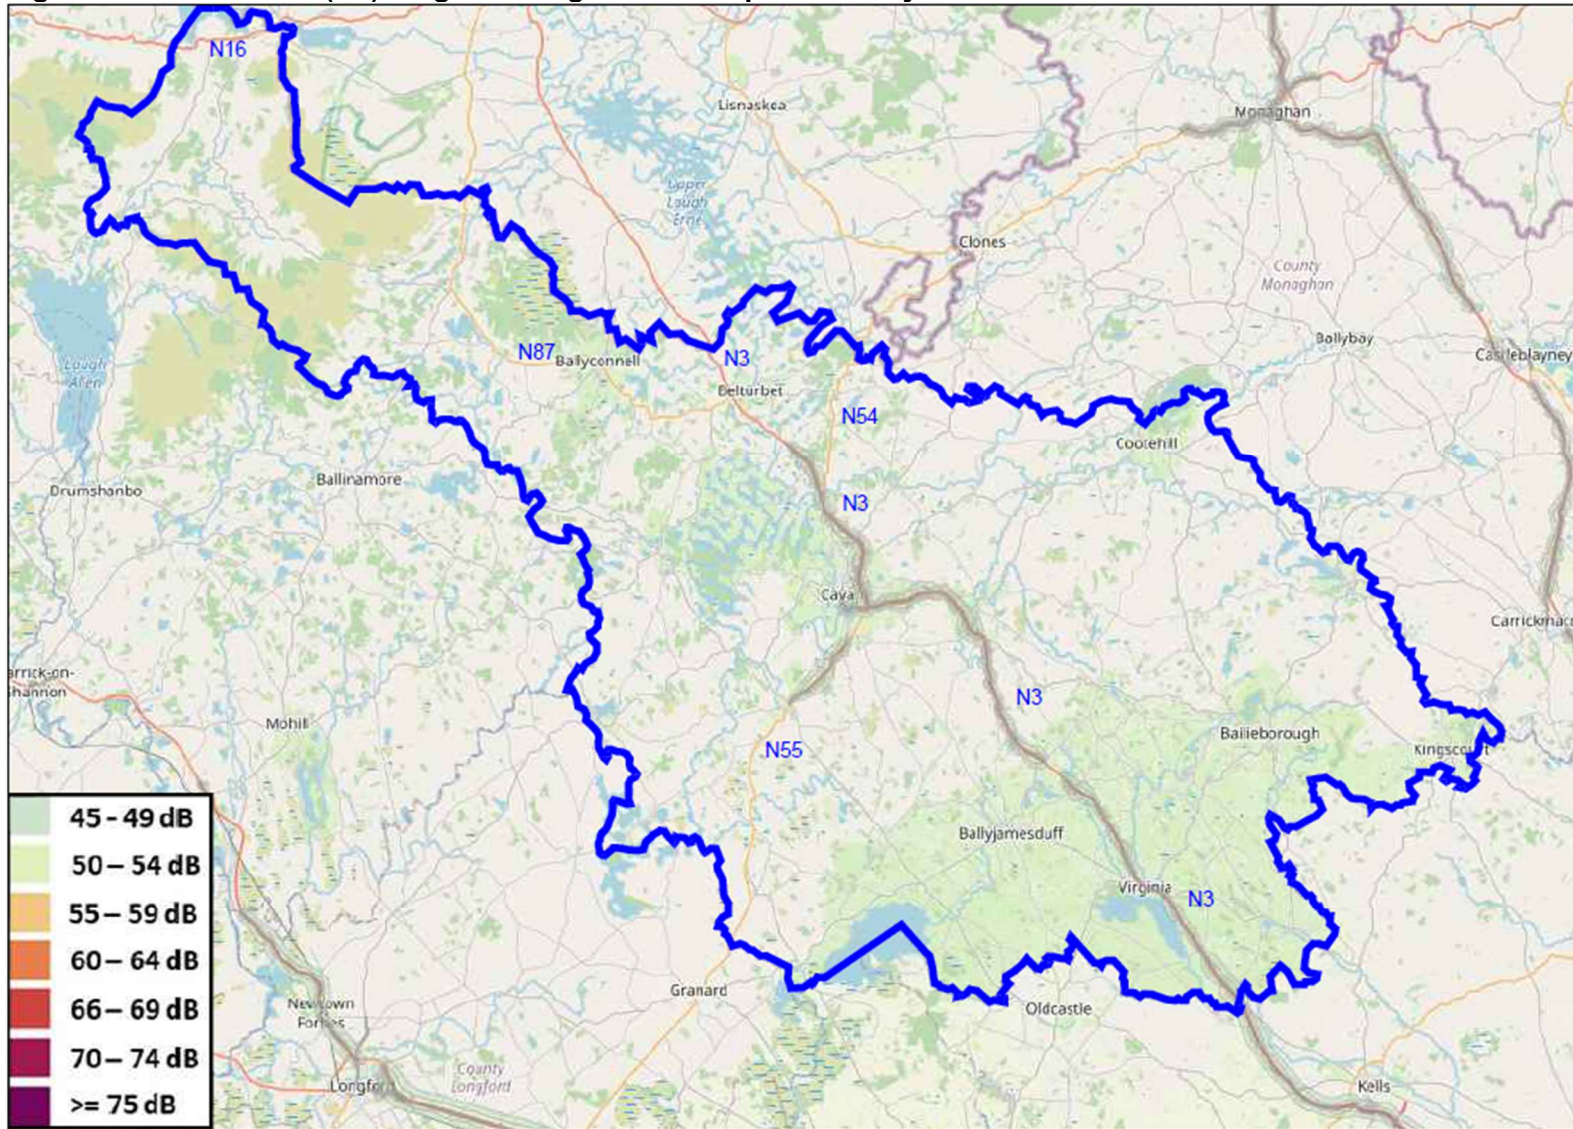 N16
Lisnaskea
Monaghan
Upper
Lough
Erne
Clones
County
Monaghan
Ballybay
Castleblayney
Lough
Allen
N87
Ballyconnell
N3
Belturbet
N54
Cootehill
Ballinamore
Drumshanbo
N3
Cava
Carrickmac
arrick-on-
Shannon
Mohill
N3
Bailieborough
Kingscourt
N55
Ballyjamesduff
Virginia
N3
Granard
Oldcastle
Newtown
Forbes
Longford
County
Longford
Kells
45 – 49 dB
50 – 54 dB
55 – 59 dB
60 – 64 dB
66 – 69 dB
70 – 74 dB
>= 75 dB